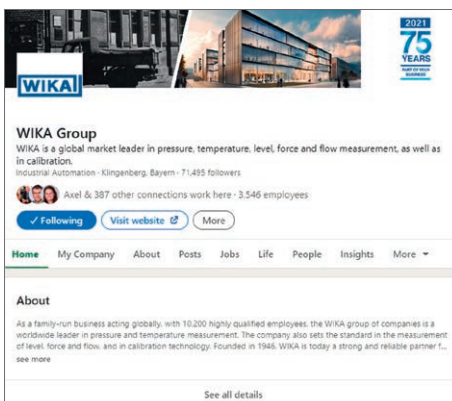 2021
75
YEARS
PART OF YOUR
BUSINESS
WIKA
WIKA Group
WIKA is a global market leader in pressure, temperature, level, force and flow measurement, as well as
in calibration.
Industrial Automation · Klingenberg, Bayern · 71,495 followers
Axel & 387 other connections work here · 3.546 employees
✓ Following Visit website More
Home My Company About Posts Jobs Life People Insights More
About
As a family-run business acting globally, with 10,200 highly qualified employees, the WIKA group of companies is a
worldwide leader in pressure and temperature measurement. The company also sets the standard in the measurement
of level, force and flow, and in calibration technology. Founded in 1946, WIKA is today a strong and reliable partner f...
see more
See all details